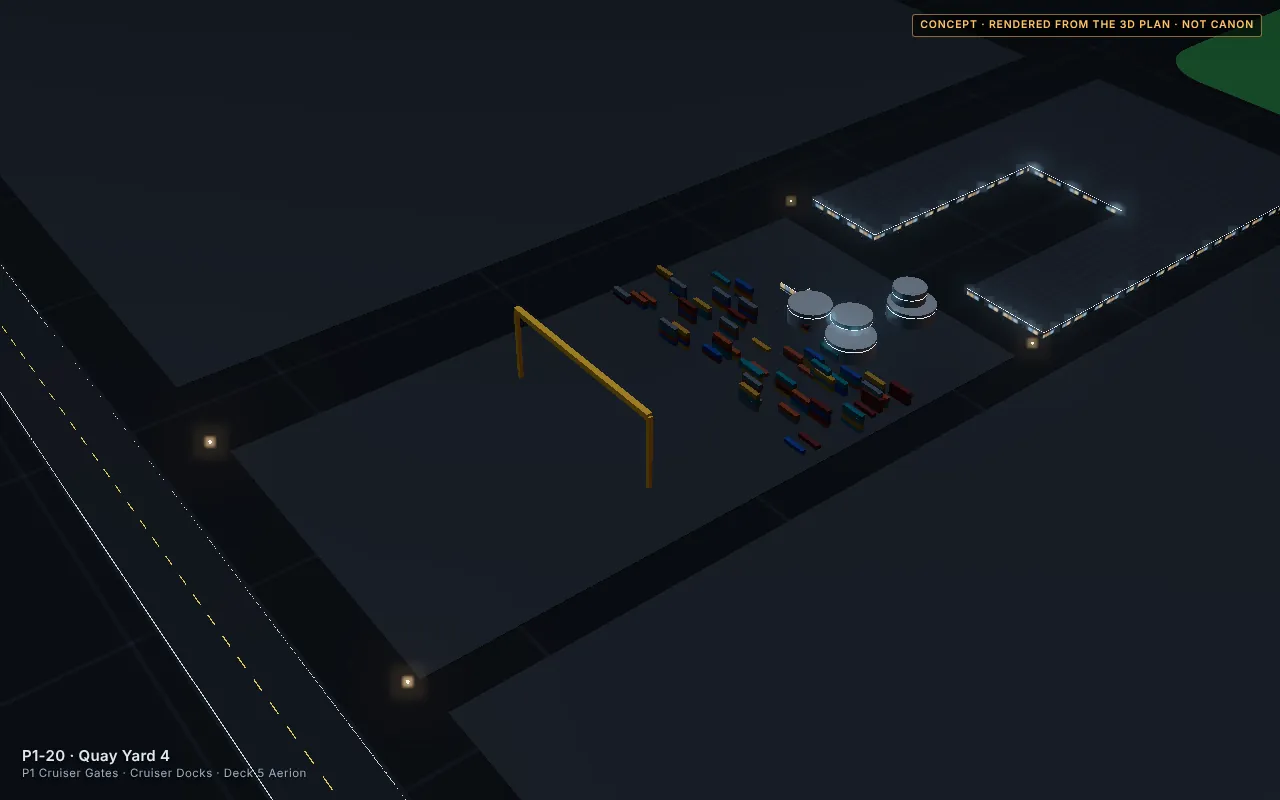 CONCEPT · RENDERED FROM THE 3D PLAN · NOT CANON
P1-20 · Quay Yard 4
P1 Cruiser Gates · Cruiser Docks · Deck 5 Aerion